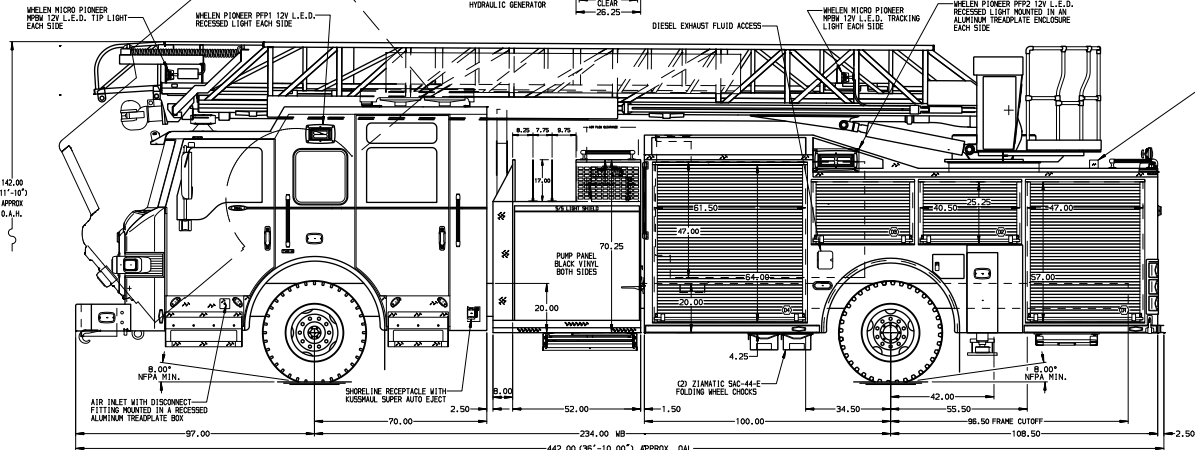 HYDRAULIC GENERATOR
CLEAR
26.25
WHELEN MICRO PIONEER
MPBW 12V L.E.D. TIP LIGHT
EACH SIDE
WHELEN PIONEER PFP1 12V L.E.D.
RECESSED LIGHT EACH SIDE
DIESEL EXHAUST FLUID ACCESS
WHELEN MICRO PIONEER
MPBW 12V L.E.D. TRACKING
LIGHT EACH SIDE
WHELEN PIONEER PFP2 12V L.E.D.
RECESSED LIGHT MOUNTED IN AN
ALUMINUM TREADPLATE ENCLOSURE
EACH SIDE
142.00
(11'-10")
APPROX
O.A.H.
8.25 7.75 9.75
17.00
S/S LIGHT SHIELD
PUMP PANEL
BLACK VINYL
BOTH SIDES
70.25
20.00
61.50
47.00
64.00
20.00
40.50
25.25
47.00
57.00
4.25
8.00°
NFPA MIN.
AIR INLET WITH DISCONNECT
FITTING MOUNTED IN A RECESSED
ALUMINUM TREADPLATE BOX
SHORELINE RECEPTACLE WITH
KUSSMAUL SUPER AUTO EJECT
(2) ZIAMATIC SAC-44-E
FOLDING WHEEL CHOCKS
8.00°
NFPA MIN.
8.00
2.50
52.00
1.50
34.50
42.00
55.50
70.00
100.00
96.50 FRAME CUTOFF
97.00
234.00 WB
108.50
2.50
442.00 (36'-10.00") APPROX. OAL